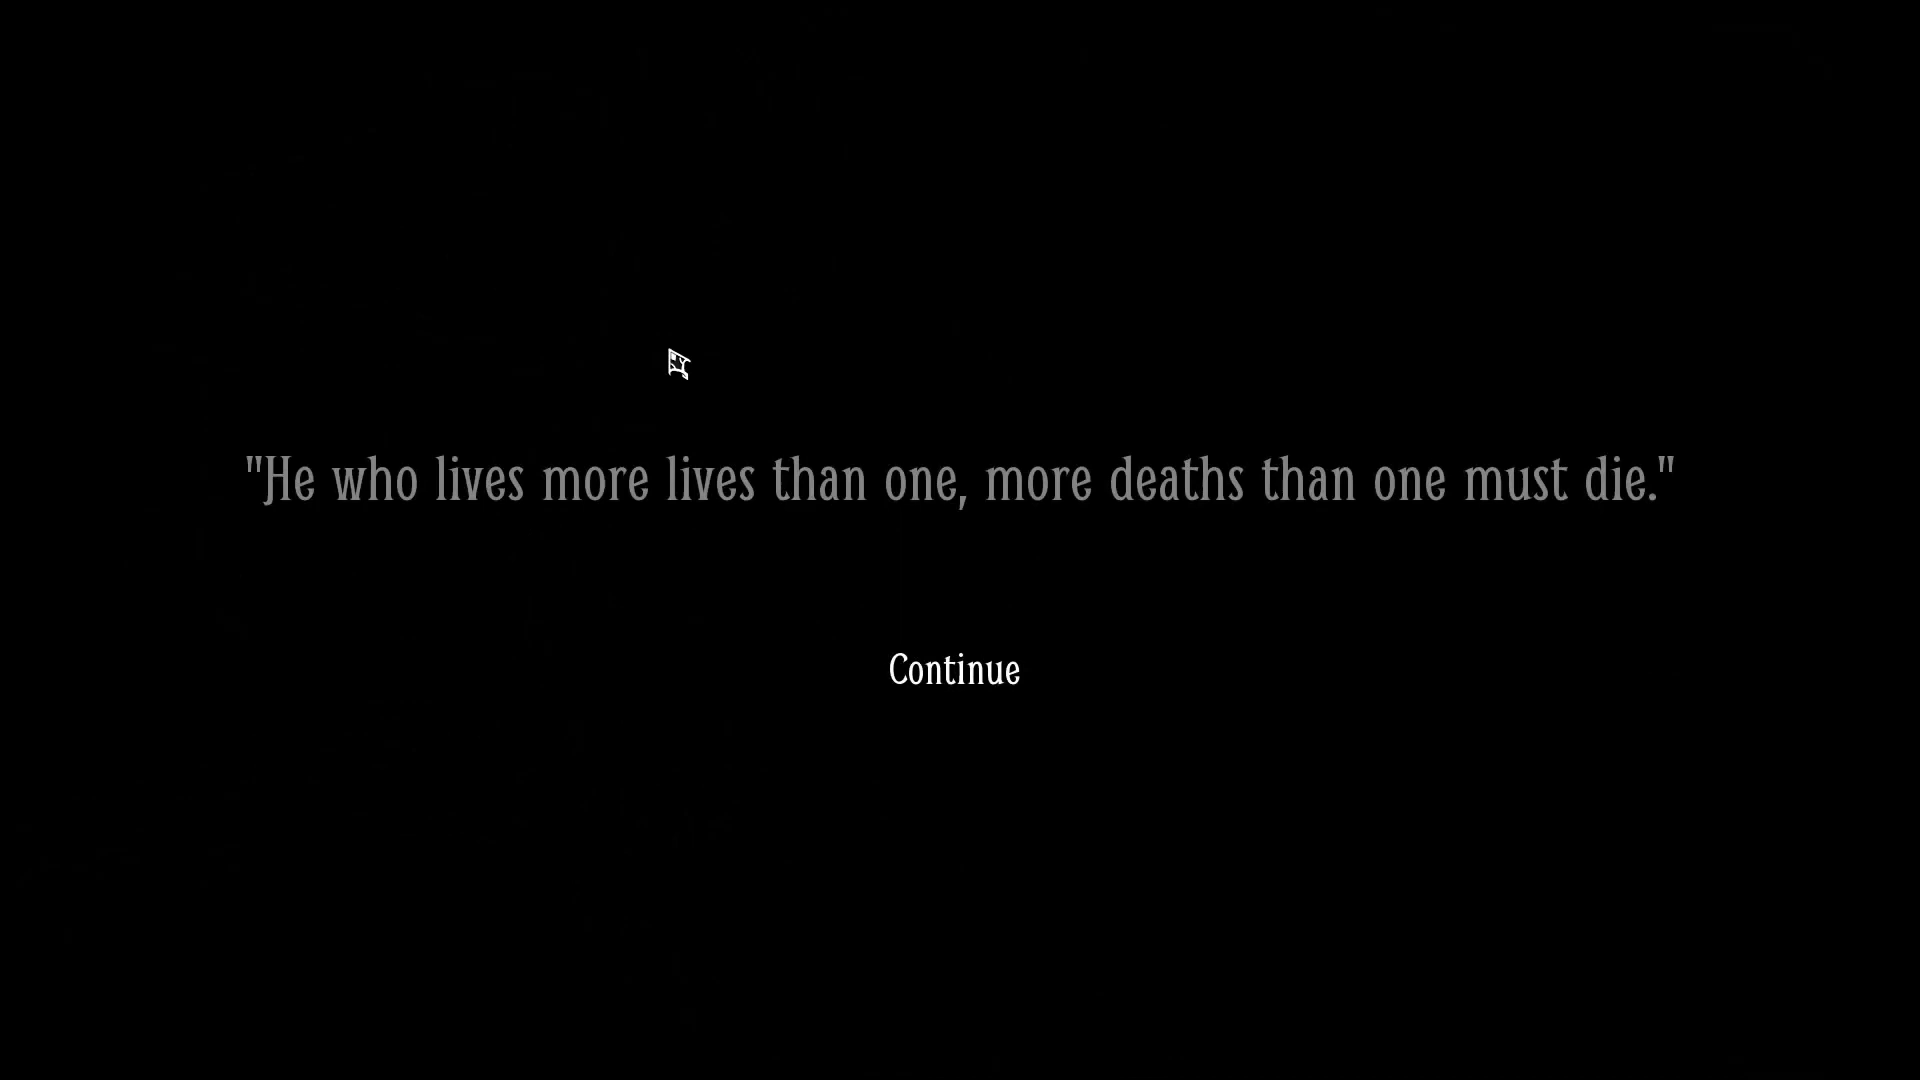 "He who lives more lives than one, more deaths than one must die."
Continue